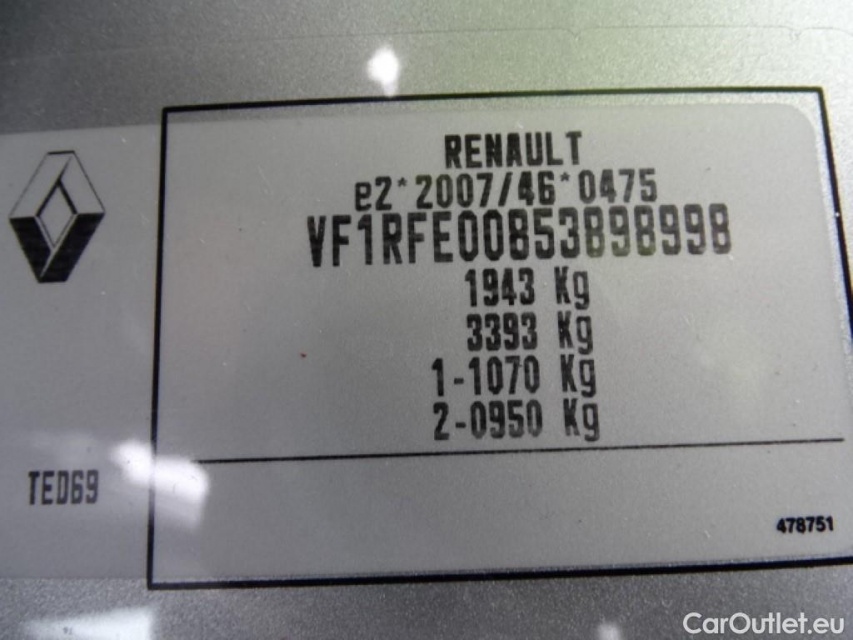 RENAULT
e2*2007/46*0475
VF1RFE00853898998
1943 Kg
3393 Kg
1-1070 Kg
2-0950 Kg
TED69
478751
CarOutlet.eu